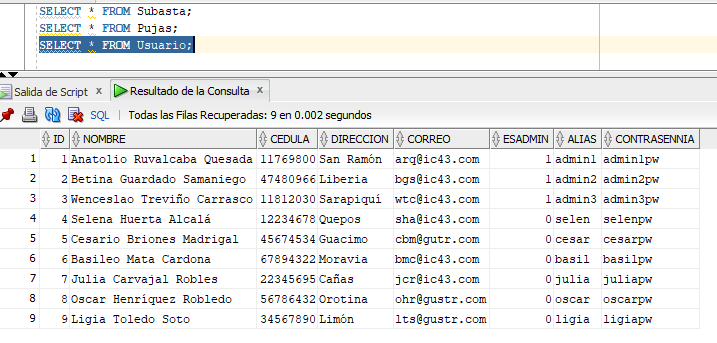 SELECT * FROM Subasta;
SELECT * FROM Pujas;
SELECT * FROM Usuario;
Salida de Script x Resultado de la Consulta x
SQL | Todas las Filas Recuperadas: 9 en 0.002 segundos
ID NOMBRE CEDULA DIRECCION CORREO ESADMIN ALIAS CONTRASENNIA
1 1 Anatolio Ruvalcaba Quesada 11769800 San Ramón arq@ic43.com 1 admin1 admin1pw
2 2 Betina Guardado Samaniego 47480966 Liberia bgs@ic43.com 1 admin2 admin2pw
3 3 Wenceslao Treviño Carrasco 11812030 Sarapiquí wtc@ic43.com 1 admin3 admin3pw
4 4 Selena Huerta Alcalá 12234678 Quepos sha@ic43.com 0 selen selenpw
5 5 Cesario Briones Madrigal 45674534 Guacimo cbm@gutr.com 0 cesar cesarpw
6 6 Basileo Mata Cardona 67894322 Moravia bmc@ic43.com 0 basil basilpw
7 7 Julia Carvajal Robles 22345695 Cañas jcr@ic43.com 0 julia juliapw
8 8 Oscar Henríquez Robledo 56786432 Orotina ohr@gustr.com 0 oscar oscarpw
9 9 Ligia Toledo Soto 34567890 Limón lts@gustr.com 0 ligia ligiapw